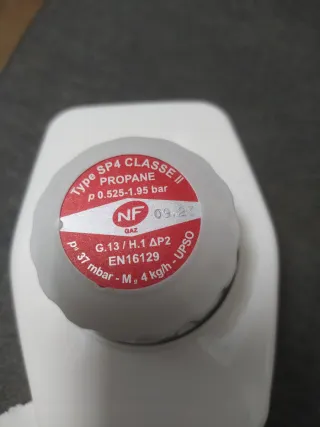 Type SP4 CLASSE II
PROPANE
p 0.525-1.95 bar
NF
GAZ
G.13 / H.1 ΔP2
EN16129
37 mbar - Mg 4 kg/h - UPSO